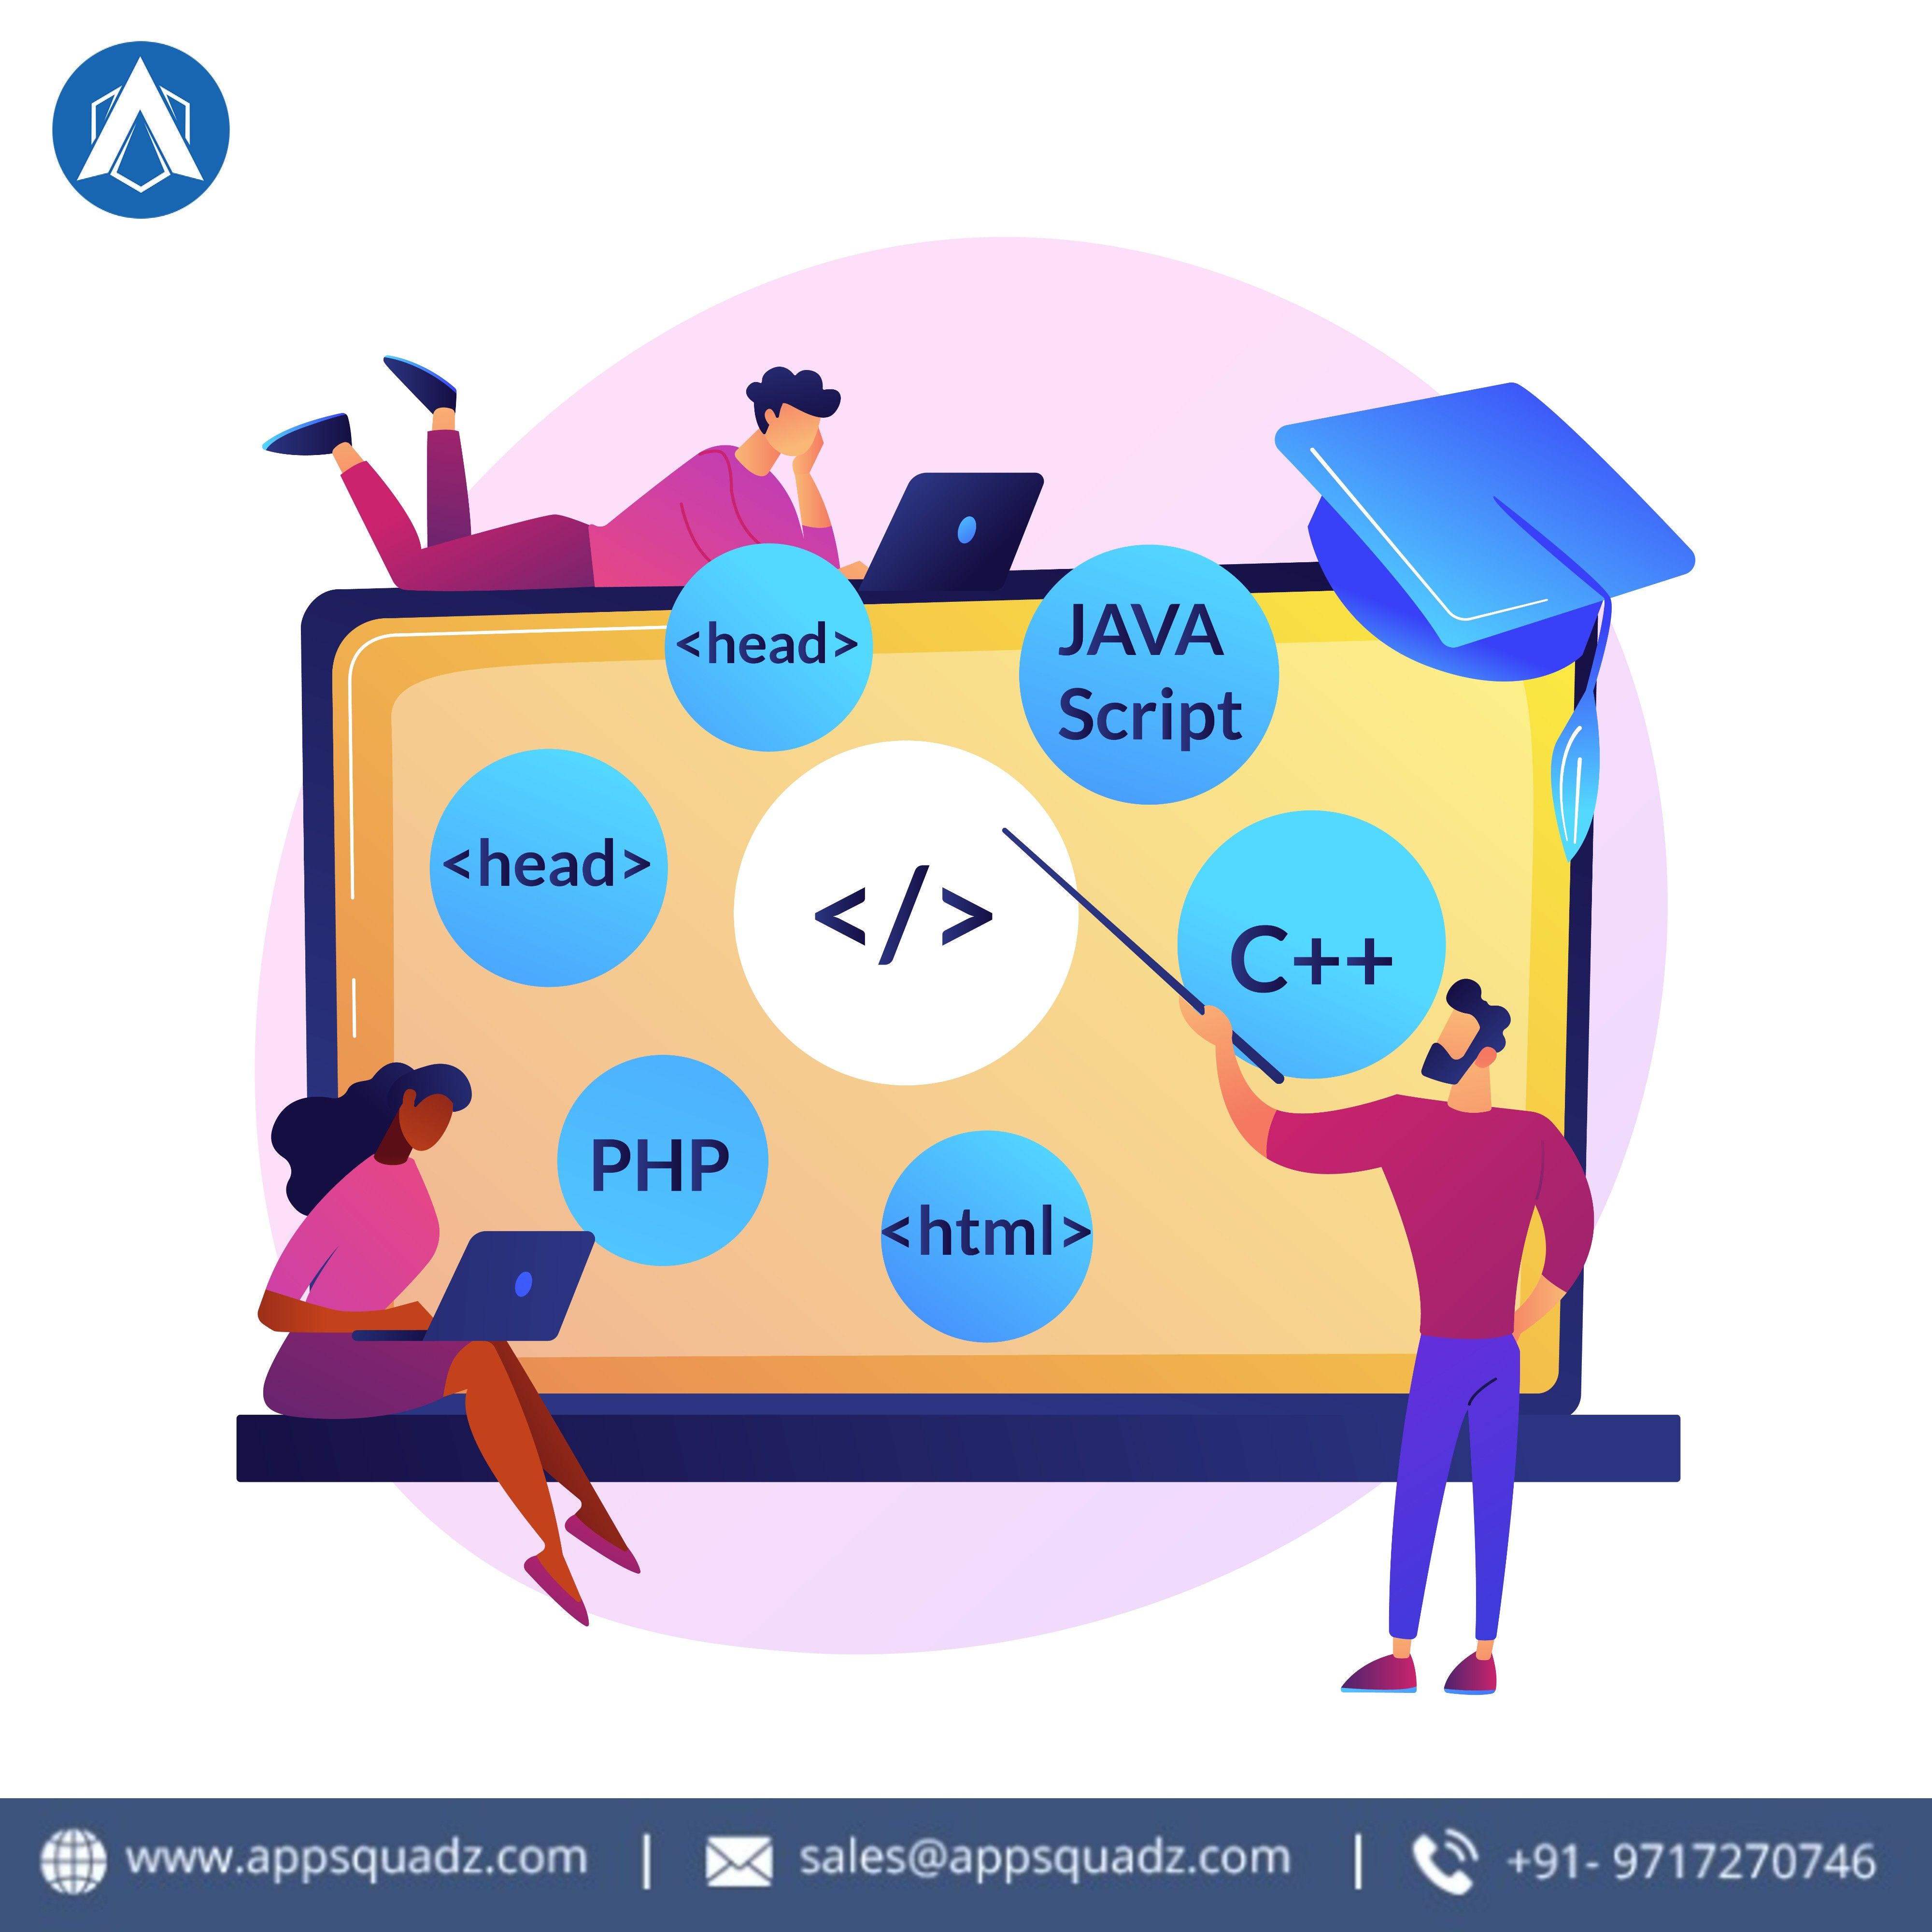 <head>
JAVA
Script
<head>
</>
C++
PHP
<html>
www.appsquadz.com | sales@appsquadz.com | +91- 9717270746